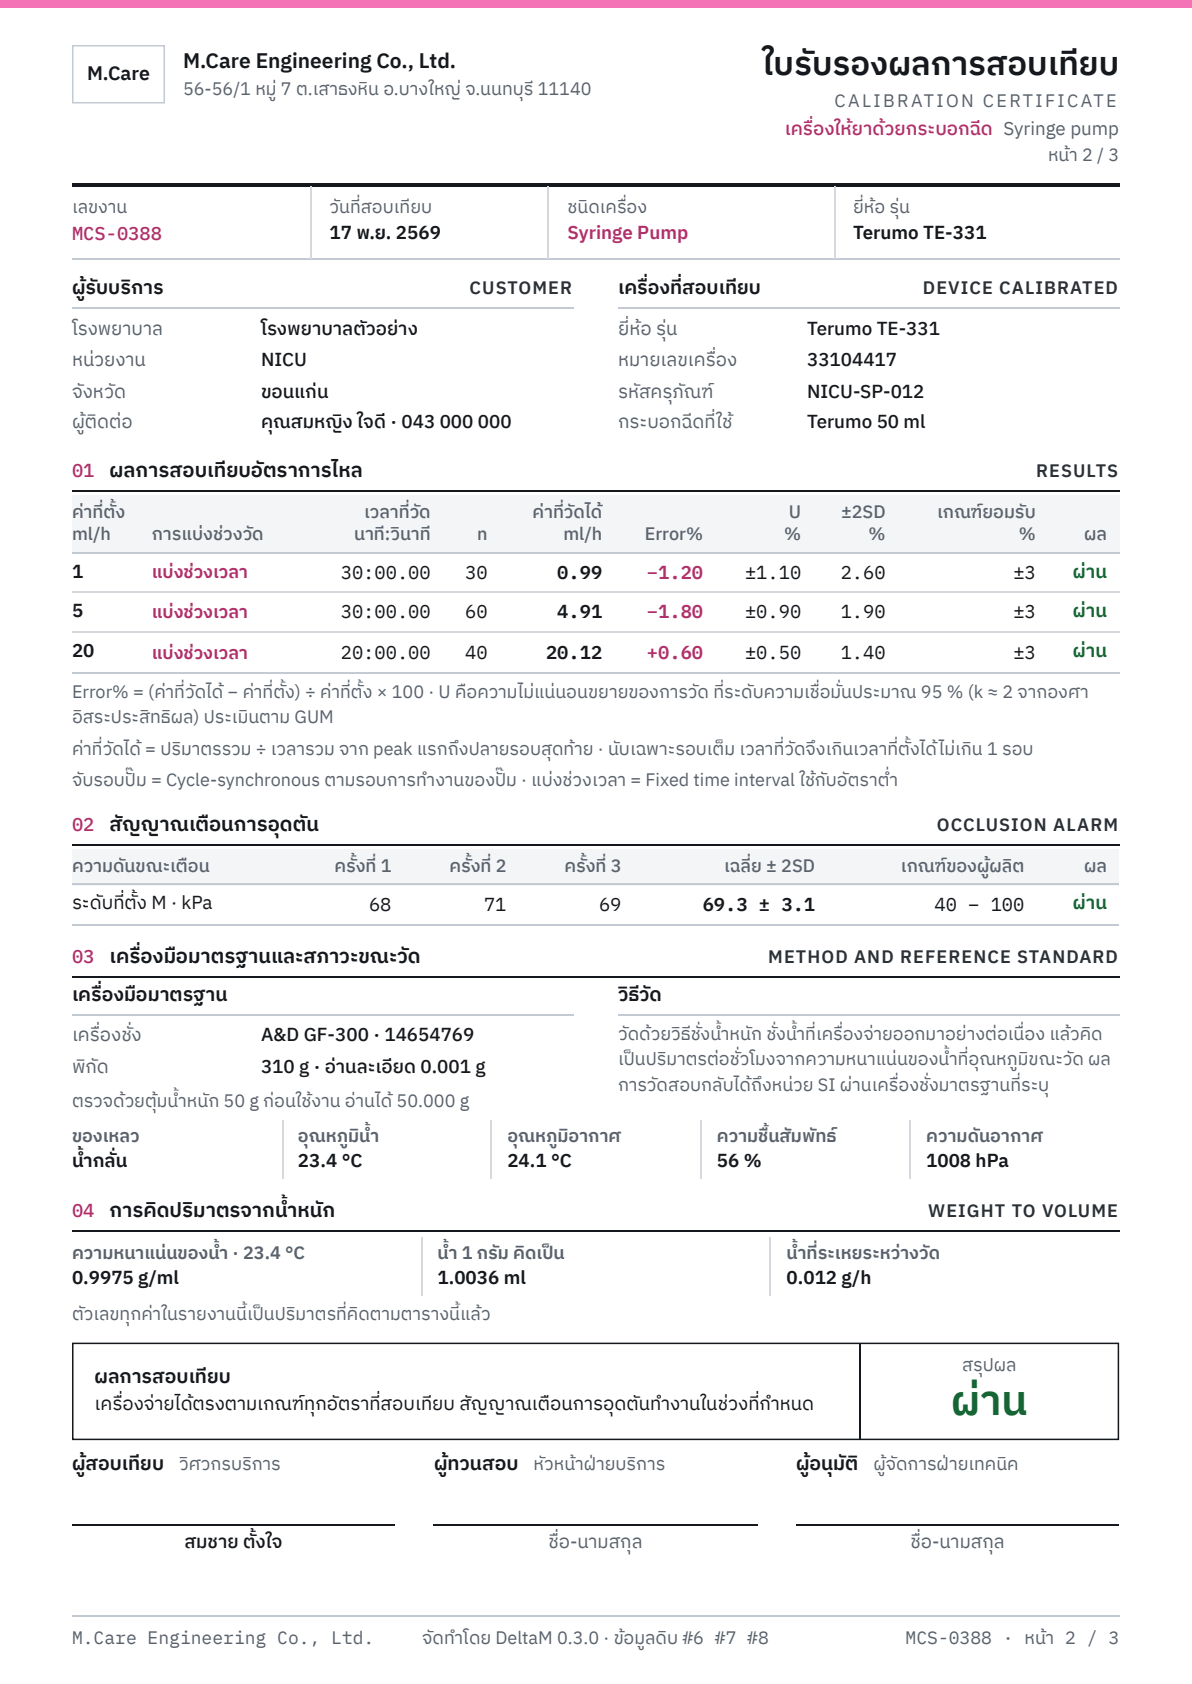 M.Care
M.Care Engineering Co., Ltd.
56-56/1 หมู่ 7 ต.เสาธงหิน อ.บางใหญ่ จ.นนทบุรี 11140
ใบรับรองผลการสอบเทียบ
CALIBRATION CERTIFICATE
เครื่องให้ยาด้วยกระบอกฉีด Syringe pump
หน้า 2 / 3
เลขงาน วันที่สอบเทียบ ชนิดเครื่อง ยี่ห้อ รุ่น
MCS-0388 17 พ.ย. 2569 Syringe Pump Terumo TE-331
ผู้รับบริการ CUSTOMER เครื่องที่สอบเทียบ DEVICE CALIBRATED
โรงพยาบาล โรงพยาบาลตัวอย่าง ยี่ห้อ รุ่น Terumo TE-331
หน่วยงาน NICU หมายเลขเครื่อง 33104417
จังหวัด ขอนแก่น รหัสครุภัณฑ์ NICU-SP-012
ผู้ติดต่อ คุณสมหญิง ใจดี · 043 000 000 กระบอกฉีดที่ใช้ Terumo 50 ml
01 ผลการสอบเทียบอัตราการไหล RESULTS
ค่าที่ตั้ง เวลาที่วัด ค่าที่วัดได้ U ±2SD เกณฑ์ยอมรับ
ml/h การแบ่งช่วงวัด นาที:วินาที n ml/h Error% % % % ผล
1 แบ่งช่วงเวลา 30:00.00 30 0.99 −1.20 ±1.10 2.60 ±3 ผ่าน
5 แบ่งช่วงเวลา 30:00.00 60 4.91 −1.80 ±0.90 1.90 ±3 ผ่าน
20 แบ่งช่วงเวลา 20:00.00 40 20.12 +0.60 ±0.50 1.40 ±3 ผ่าน
Error% = (ค่าที่วัดได้ − ค่าที่ตั้ง) ÷ ค่าที่ตั้ง × 100 · U คือความไม่แน่นอนขยายของการวัด ที่ระดับความเชื่อมั่นประมาณ 95 % (k ≈ 2 จากองศา
อิสระประสิทธิผล) ประเมินตาม GUM
ค่าที่วัดได้ = ปริมาตรรวม ÷ เวลารวม จาก peak แรกถึงปลายรอบสุดท้าย · นับเฉพาะรอบเต็ม เวลาที่วัดจึงเกินเวลาที่ตั้งได้ไม่เกิน 1 รอบ
จับรอบปั๊ม = Cycle-synchronous ตามรอบการทำงานของปั๊ม · แบ่งช่วงเวลา = Fixed time interval ใช้กับอัตราต่ำ
02 สัญญาณเตือนการอุดตัน OCCLUSION ALARM
ความดันขณะเตือน ครั้งที่ 1 ครั้งที่ 2 ครั้งที่ 3 เฉลี่ย ± 2SD เกณฑ์ของผู้ผลิต ผล
ระดับที่ตั้ง M · kPa 68 71 69 69.3 ± 3.1 40 − 100 ผ่าน
03 เครื่องมือมาตรฐานและสภาวะขณะวัด METHOD AND REFERENCE STANDARD
เครื่องมือมาตรฐาน วิธีวัด
เครื่องชั่ง A&D GF-300 · 14654769 วัดด้วยวิธีชั่งน้ำหนัก ชั่งน้ำที่เครื่องจ่ายออกมาอย่างต่อเนื่อง แล้วคิด
เป็นปริมาตรต่อชั่วโมงจากความหนาแน่นของน้ำที่อุณหภูมิขณะวัด ผล
พิกัด 310 g · อ่านละเอียด 0.001 g การวัดสอบกลับได้ถึงหน่วย SI ผ่านเครื่องชั่งมาตรฐานที่ระบุ
ตรวจด้วยตุ้มน้ำหนัก 50 g ก่อนใช้งาน อ่านได้ 50.000 g
ของเหลว อุณหภูมิน้ำ อุณหภูมิอากาศ ความชื้นสัมพัทธ์ ความดันอากาศ
น้ำกลั่น 23.4 °C 24.1 °C 56 % 1008 hPa
04 การคิดปริมาตรจากน้ำหนัก WEIGHT TO VOLUME
ความหนาแน่นของน้ำ · 23.4 °C น้ำ 1 กรัม คิดเป็น น้ำที่ระเหยระหว่างวัด
0.9975 g/ml 1.0036 ml 0.012 g/h
ตัวเลขทุกค่าในรายงานนี้เป็นปริมาตรที่คิดตามตารางนี้แล้ว
ผลการสอบเทียบ
เครื่องจ่ายได้ตรงตามเกณฑ์ทุกอัตราที่สอบเทียบ สัญญาณเตือนการอุดตันทำงานในช่วงที่กำหนด
สรุปผล
ผ่าน
ผู้สอบเทียบ วิศวกรบริการ ผู้ทวนสอบ หัวหน้าฝ่ายบริการ ผู้อนุมัติ ผู้จัดการฝ่ายเทคนิค
สมชาย ตั้งใจ ชื่อ-นามสกุล ชื่อ-นามสกุล
M.Care Engineering Co., Ltd. จัดทำโดย DeltaM 0.3.0 · ข้อมูลดิบ #6 #7 #8 MCS-0388 · หน้า 2 / 3